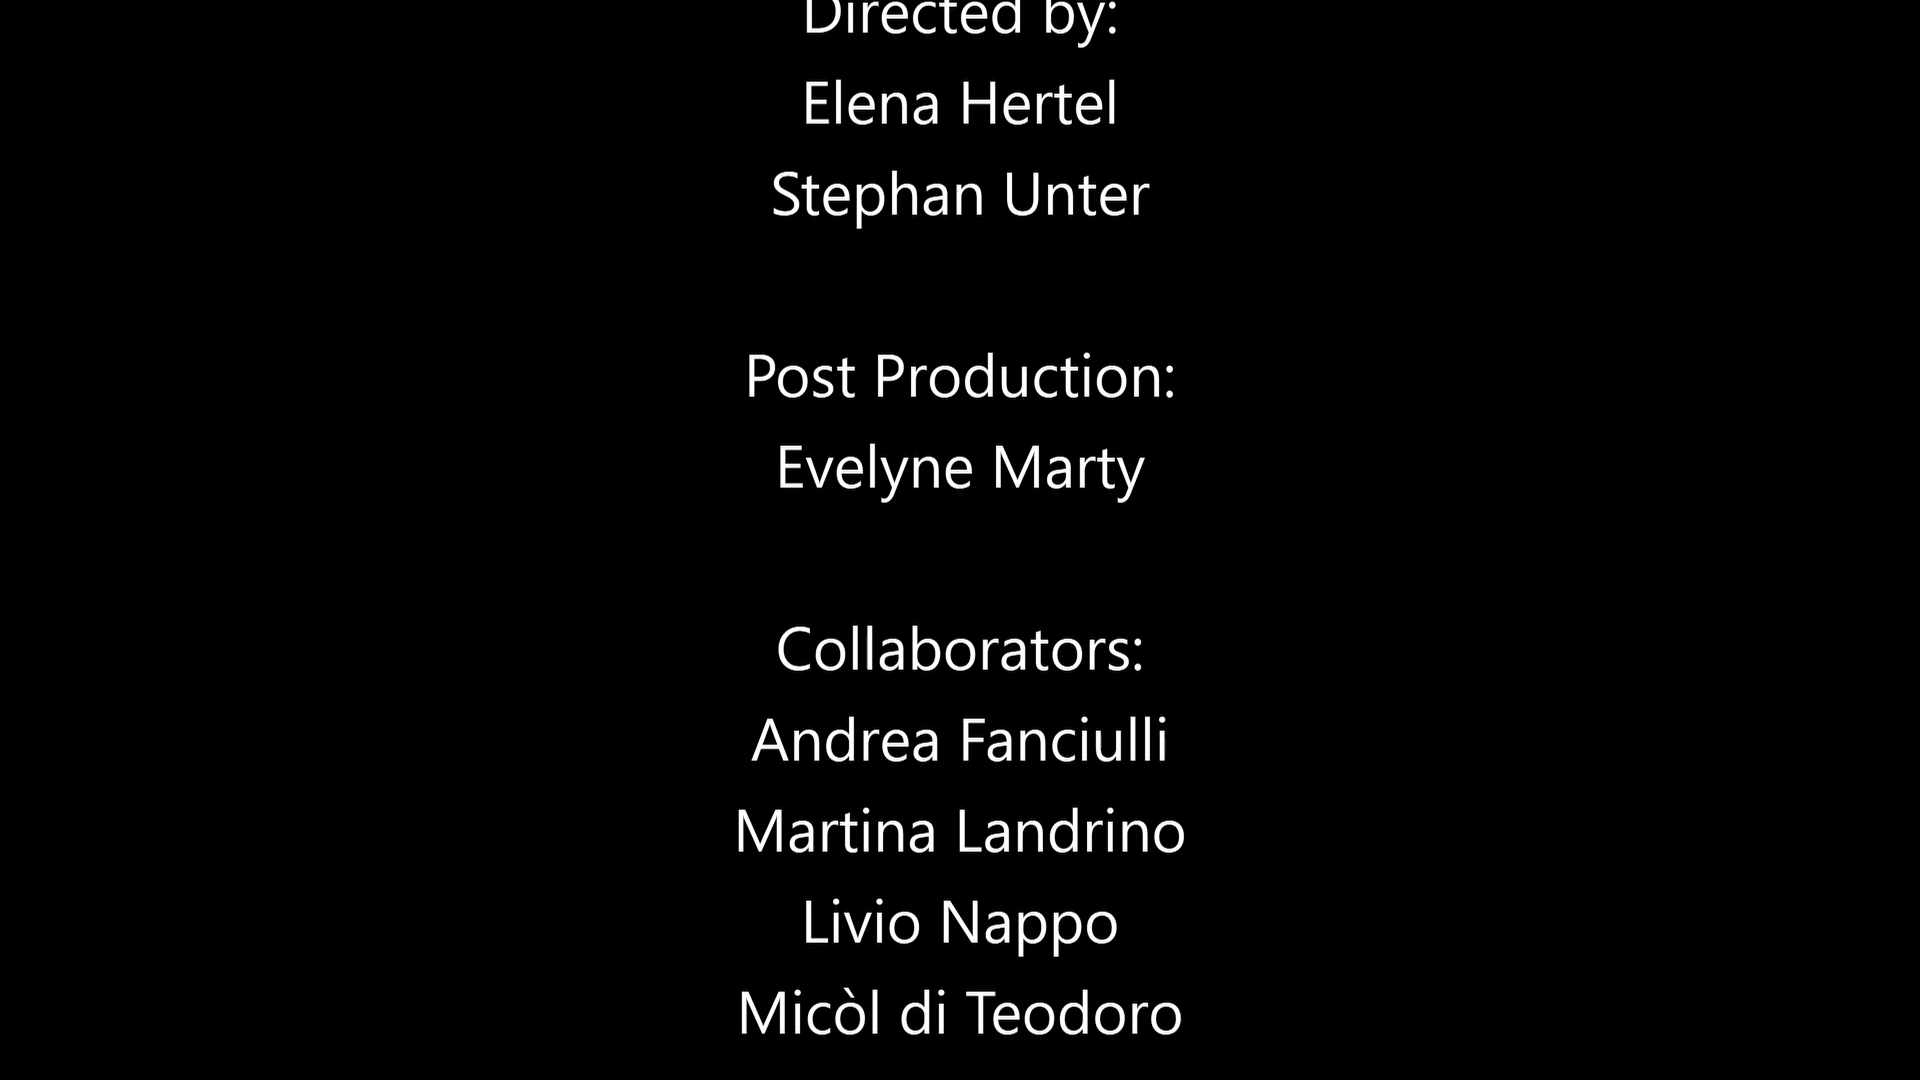 Directed by:
Elena Hertel
Stephan Unter
Post Production:
Evelyne Marty
Collaborators:
Andrea Fanciulli
Martina Landrino
Livio Nappo
Micòl di Teodoro